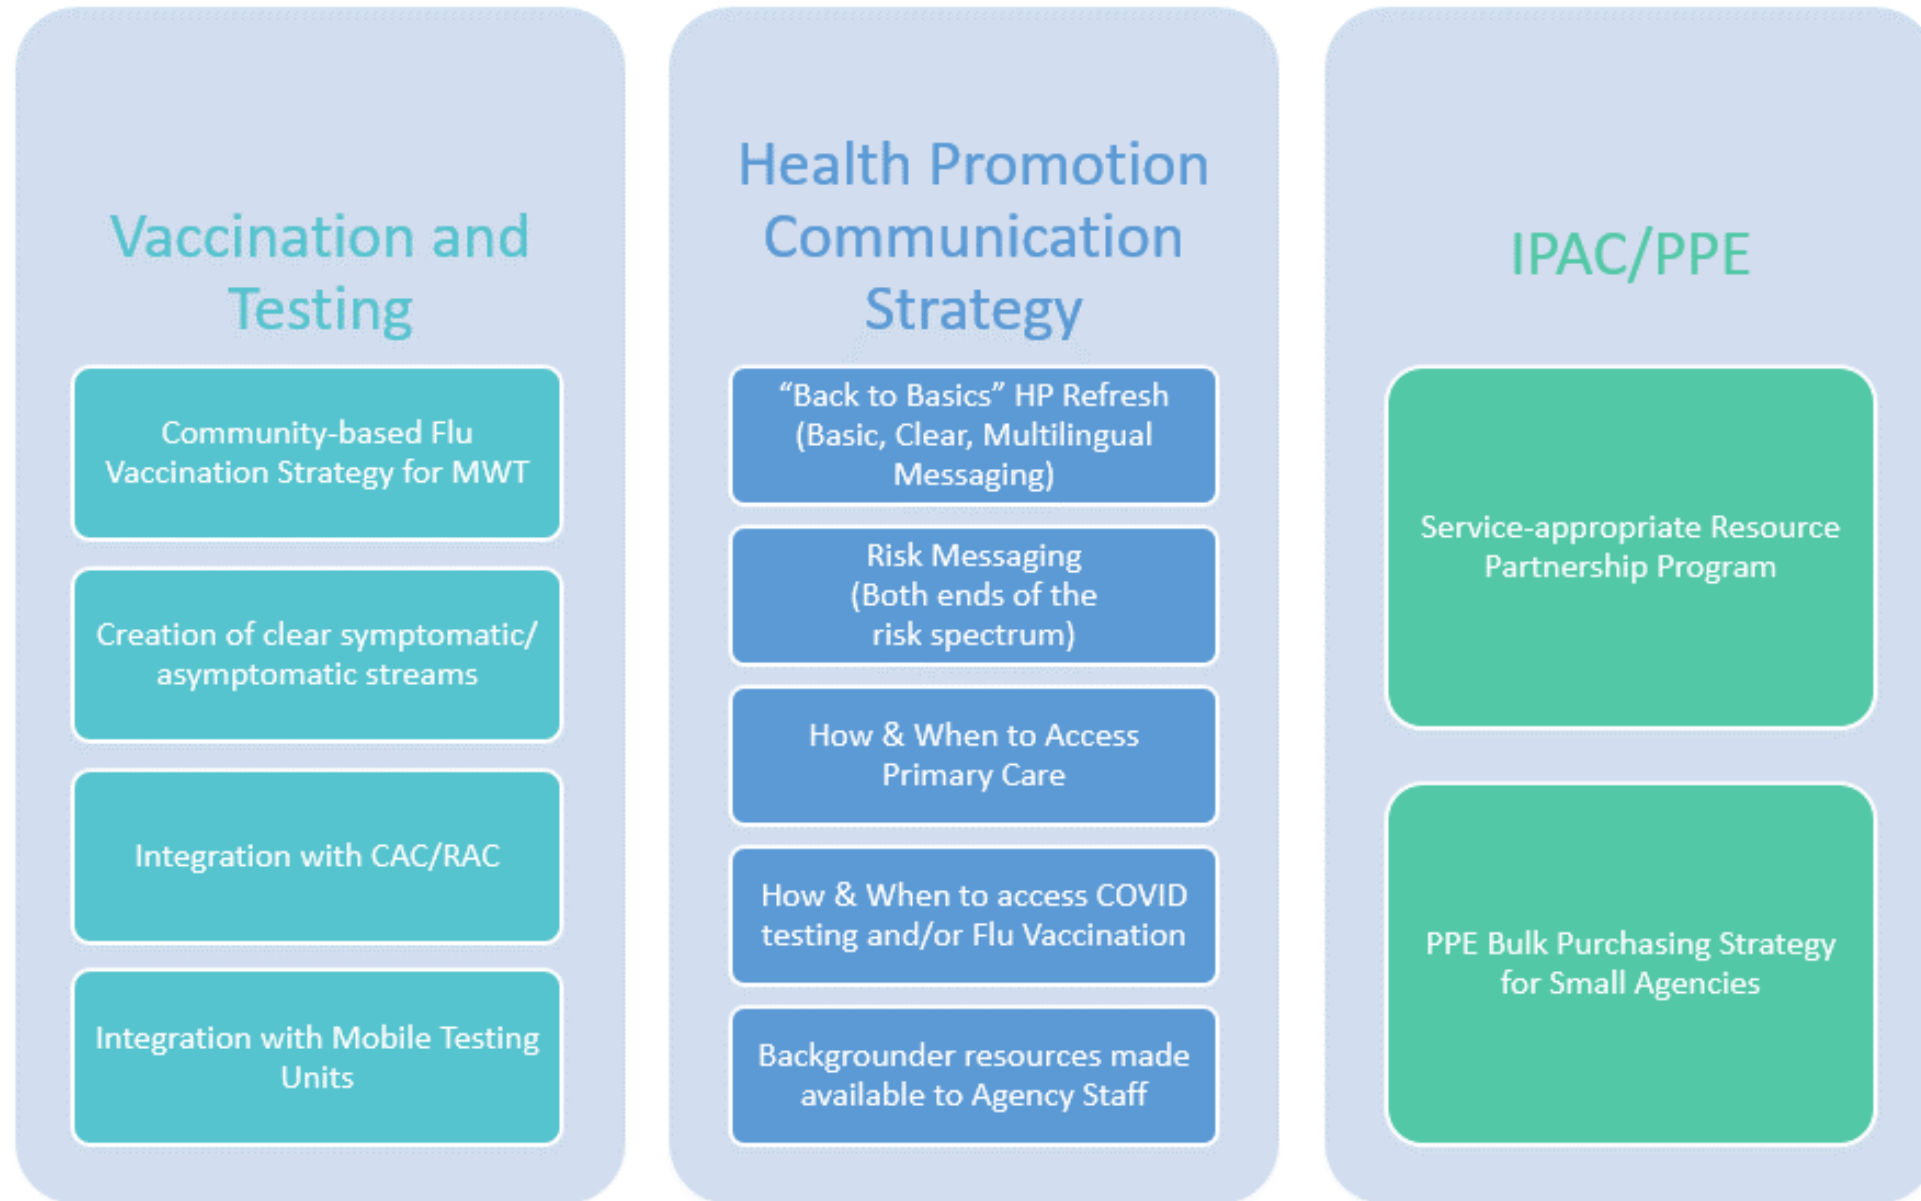 Vaccination and
Testing
Community-based Flu
Vaccination Strategy for MWT
Creation of clear symptomatic/
asymptomatic streams
Integration with CAC/RAC
Integration with Mobile Testing
Units
Health Promotion
Communication
Strategy
“Back to Basics” HP Refresh
(Basic, Clear, Multilingual
Messaging)
Risk Messaging
(Both ends of the
risk spectrum)
How & When to Access
Primary Care
How & When to access COVID
testing and/or Flu Vaccination
Backgrounder resources made
available to Agency Staff
IPAC/PPE
Service-appropriate Resource
Partnership Program
PPE Bulk Purchasing Strategy
for Small Agencies